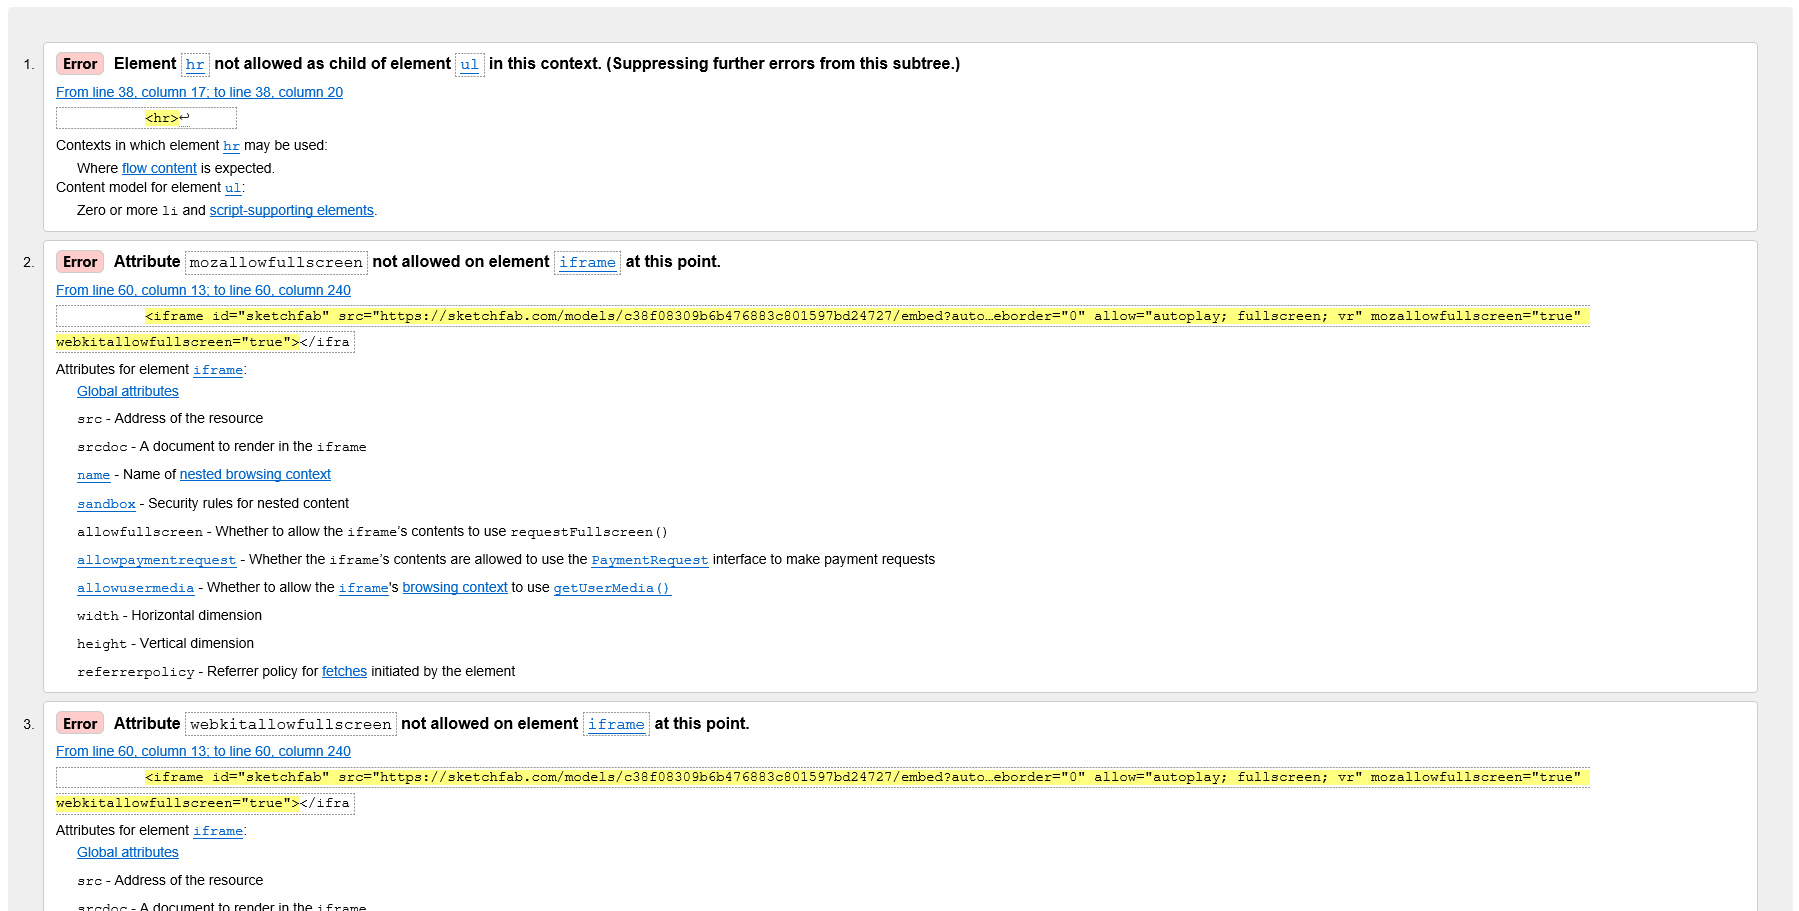 1. Error Element hr not allowed as child of element ul in this context. (Suppressing further errors from this subtree.)
From line 38, column 17; to line 38, column 20
<hr>↩
Contexts in which element hr may be used:
Where flow content is expected.
Content model for element ul:
Zero or more li and script-supporting elements.
2. Error Attribute mozallowfullscreen not allowed on element iframe at this point.
From line 60, column 13; to line 60, column 240
<iframe id="sketchfab" src="https://sketchfab.com/models/c38f08309b6b476883c801597bd24727/embed?auto…eborder="0" allow="autoplay; fullscreen; vr" mozallowfullscreen="true"
webkitallowfullscreen="true"></ifra
Attributes for element iframe:
Global attributes
src - Address of the resource
srcdoc - A document to render in the iframe
name - Name of nested browsing context
sandbox - Security rules for nested content
allowfullscreen - Whether to allow the iframe’s contents to use requestFullscreen()
allowpaymentrequest - Whether the iframe’s contents are allowed to use the PaymentRequest interface to make payment requests
allowusermedia - Whether to allow the iframe's browsing context to use getUserMedia()
width - Horizontal dimension
height - Vertical dimension
referrerpolicy - Referrer policy for fetches initiated by the element
3. Error Attribute webkitallowfullscreen not allowed on element iframe at this point.
From line 60, column 13; to line 60, column 240
<iframe id="sketchfab" src="https://sketchfab.com/models/c38f08309b6b476883c801597bd24727/embed?auto…eborder="0" allow="autoplay; fullscreen; vr" mozallowfullscreen="true"
webkitallowfullscreen="true"></ifra
Attributes for element iframe:
Global attributes
src - Address of the resource
srcdoc - A document to render in the iframe